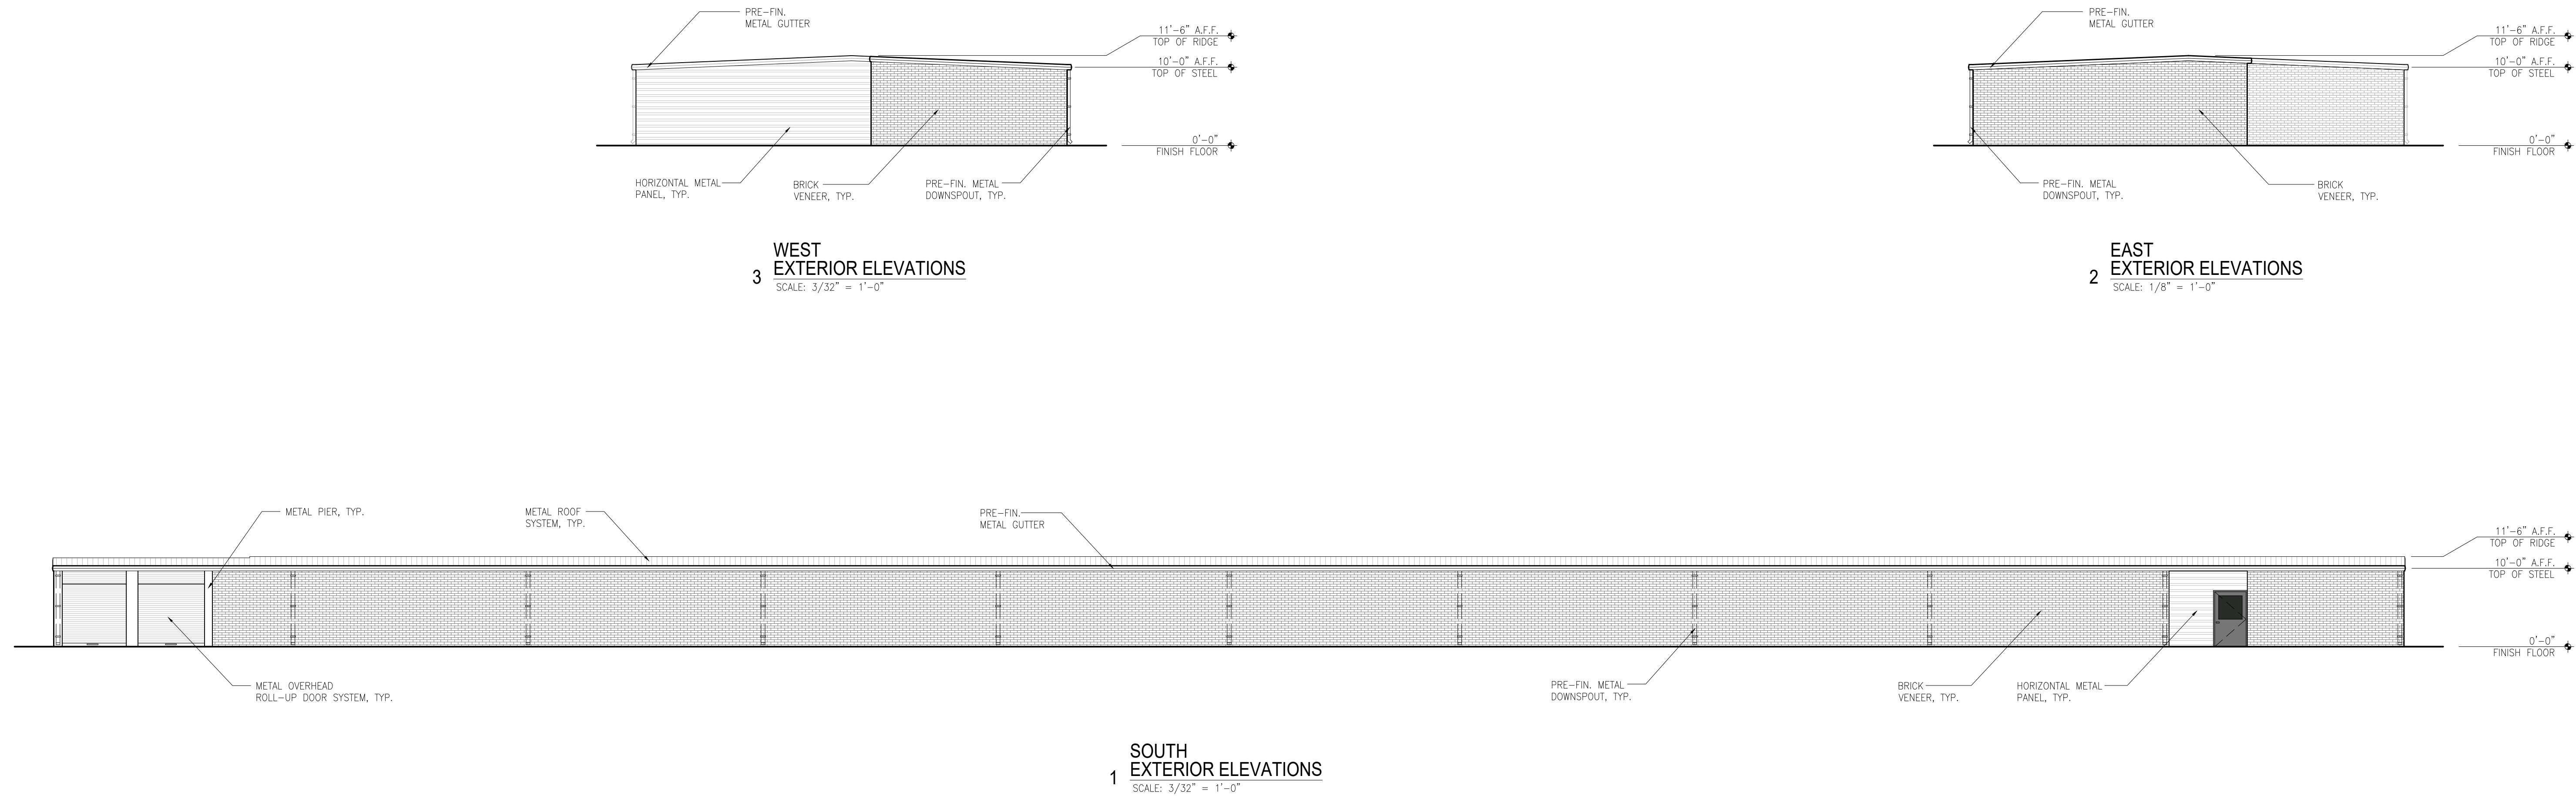 PRE-FIN.
METAL GUTTER
11'-6" A.F.F.
TOP OF RIDGE
10'-0" A.F.F.
TOP OF STEEL
0'-0"
FINISH FLOOR
HORIZONTAL METAL
PANEL, TYP.
BRICK
VENEER, TYP.
PRE-FIN. METAL
DOWNSPOUT, TYP.
WEST
3 EXTERIOR ELEVATIONS
SCALE: 3/32" = 1'-0"
PRE-FIN.
METAL GUTTER
11'-6" A.F.F.
TOP OF RIDGE
10'-0" A.F.F.
TOP OF STEEL
0'-0"
FINISH FLOOR
PRE-FIN. METAL
DOWNSPOUT, TYP.
BRICK
VENEER, TYP.
EAST
2 EXTERIOR ELEVATIONS
SCALE: 1/8" = 1'-0"
METAL PIER, TYP.
METAL ROOF
SYSTEM, TYP.
PRE-FIN.
METAL GUTTER
11'-6" A.F.F.
TOP OF RIDGE
10'-0" A.F.F.
TOP OF STEEL
0'-0"
FINISH FLOOR
METAL OVERHEAD
ROLL-UP DOOR SYSTEM, TYP.
PRE-FIN. METAL
DOWNSPOUT, TYP.
BRICK
VENEER, TYP.
HORIZONTAL METAL
PANEL, TYP.
SOUTH
1 EXTERIOR ELEVATIONS
SCALE: 3/32" = 1'-0"